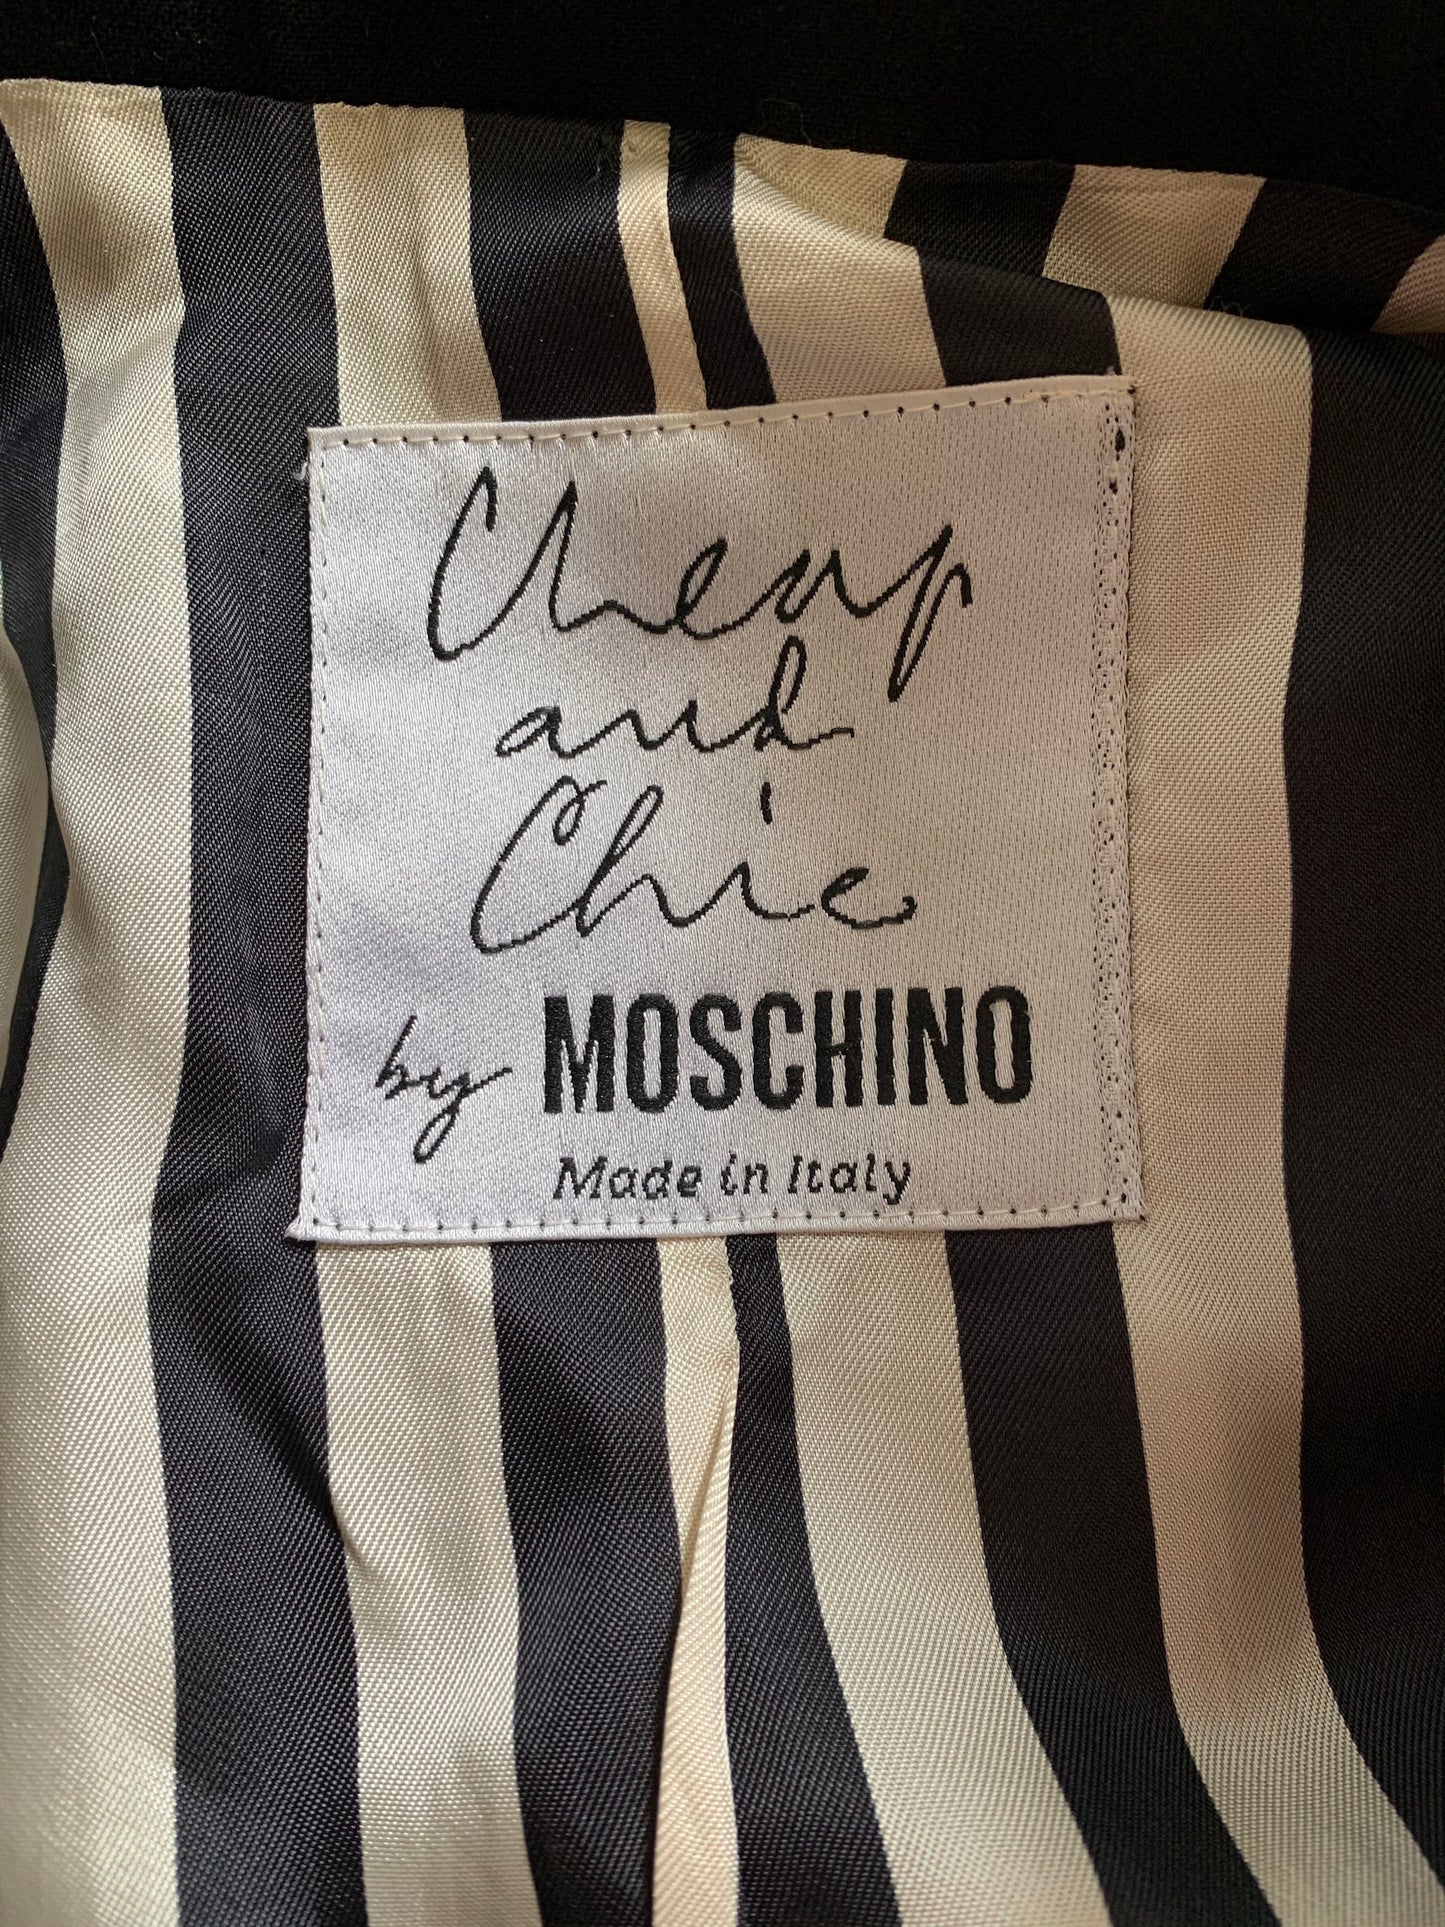 Cheap
and
Chic
by MOSCHINO
Made in Italy